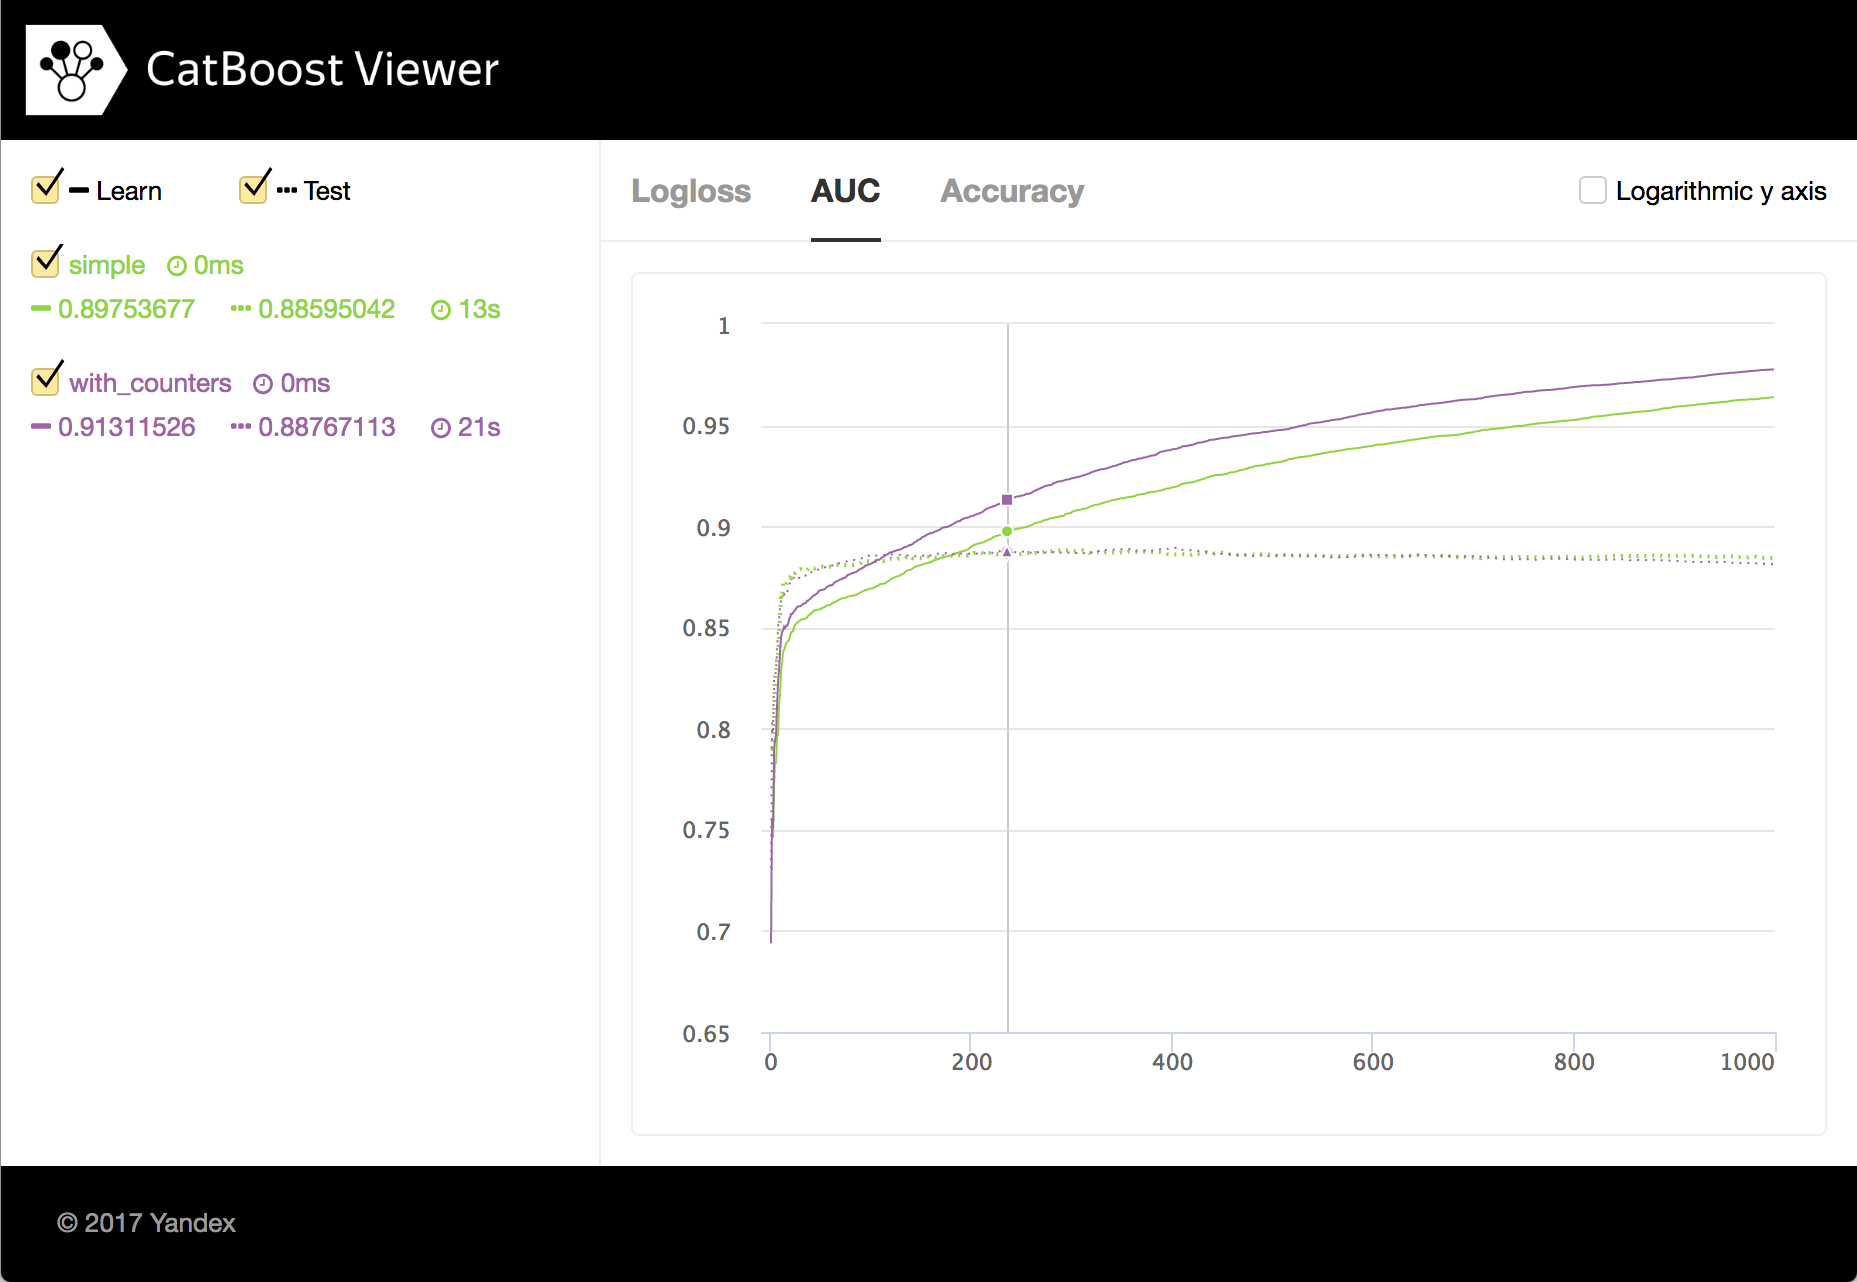 CatBoost Viewer
Learn Test
simple 0ms
0.89753677 0.88595042 13s
with_counters 0ms
0.91311526 0.88767113 21s
Logloss AUC Accuracy Logarithmic y axis
1
0.95
0.9
0.85
0.8
0.75
0.7
0.65
0 200 400 600 800 1000
© 2017 Yandex